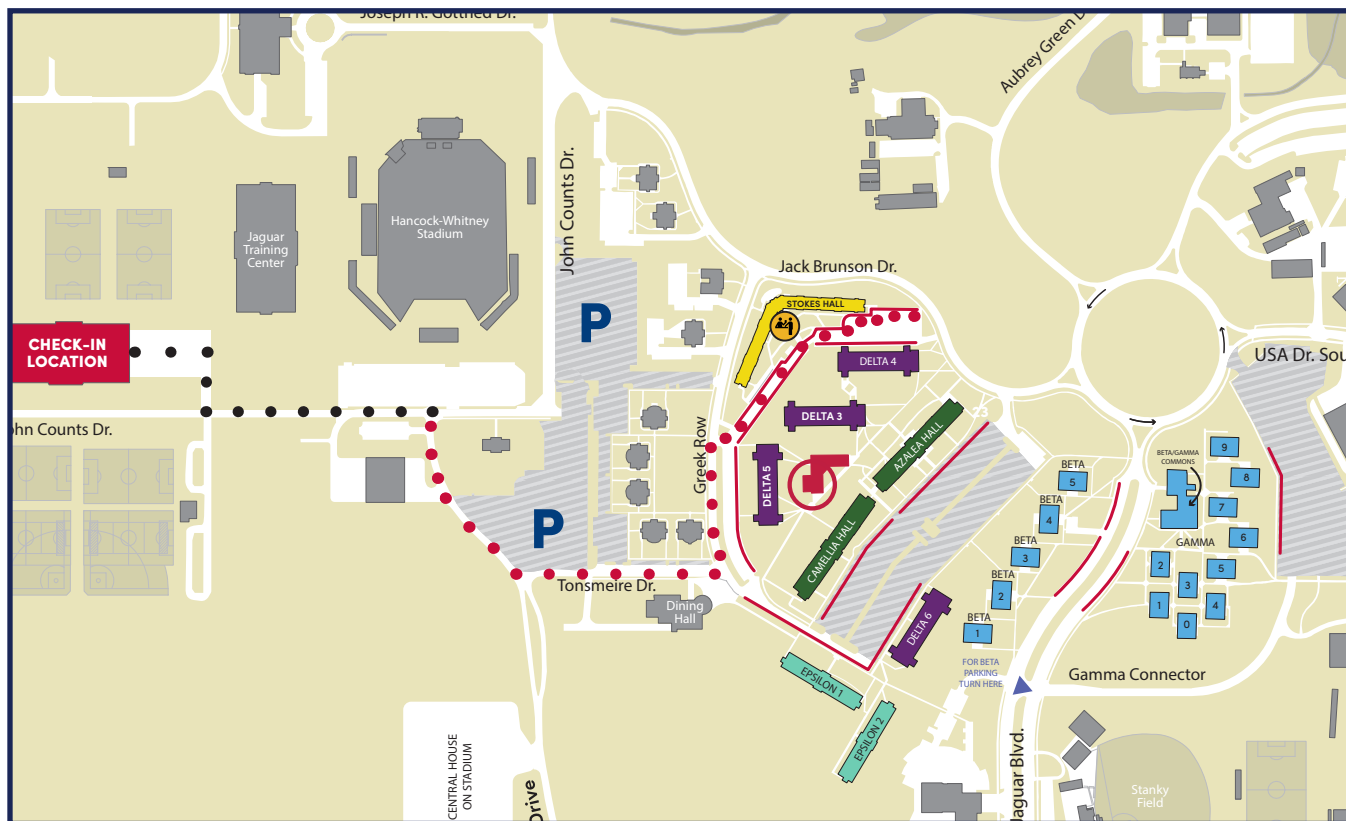 Joseph R. Gottfried Dr.
Aubrey Green D
John Counts Dr.
Hancock-Whitney
Stadium
Jaguar
Training
Center
Jack Brunson Dr.
STOKES HALL
P
CHECK-IN
LOCATION
USA Dr. Sou
DELTA 4
DELTA 3
23
ohn Counts Dr.
Greek Row
AZALEA HALL
DELTA 5
BETA/GAMMA
COMMONS
9
BETA
5
8
BETA
4
7
P
CAMELLIA HALL
GAMMA
6
BETA
3
2
5
3
Tonsmeire Dr.
BETA
2
1
4
Dining
Hall
0
DELTA 6
BETA
1
FOR BETA
PARKING
TURN HERE
EPSILON 1
Gamma Connector
EPSILON 2
CENTRAL HOUSE
ON STADIUM
Drive
Jaguar Blvd.
Stanky
Field